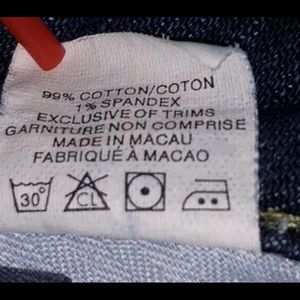 99% COTTON/COTON
1% SPANDEX
EXCLUSIVE OF TRIMS
GARNITURE NON COMPRISE
MADE IN MACAU
FABRIQUÉ À MACAO
30° CL